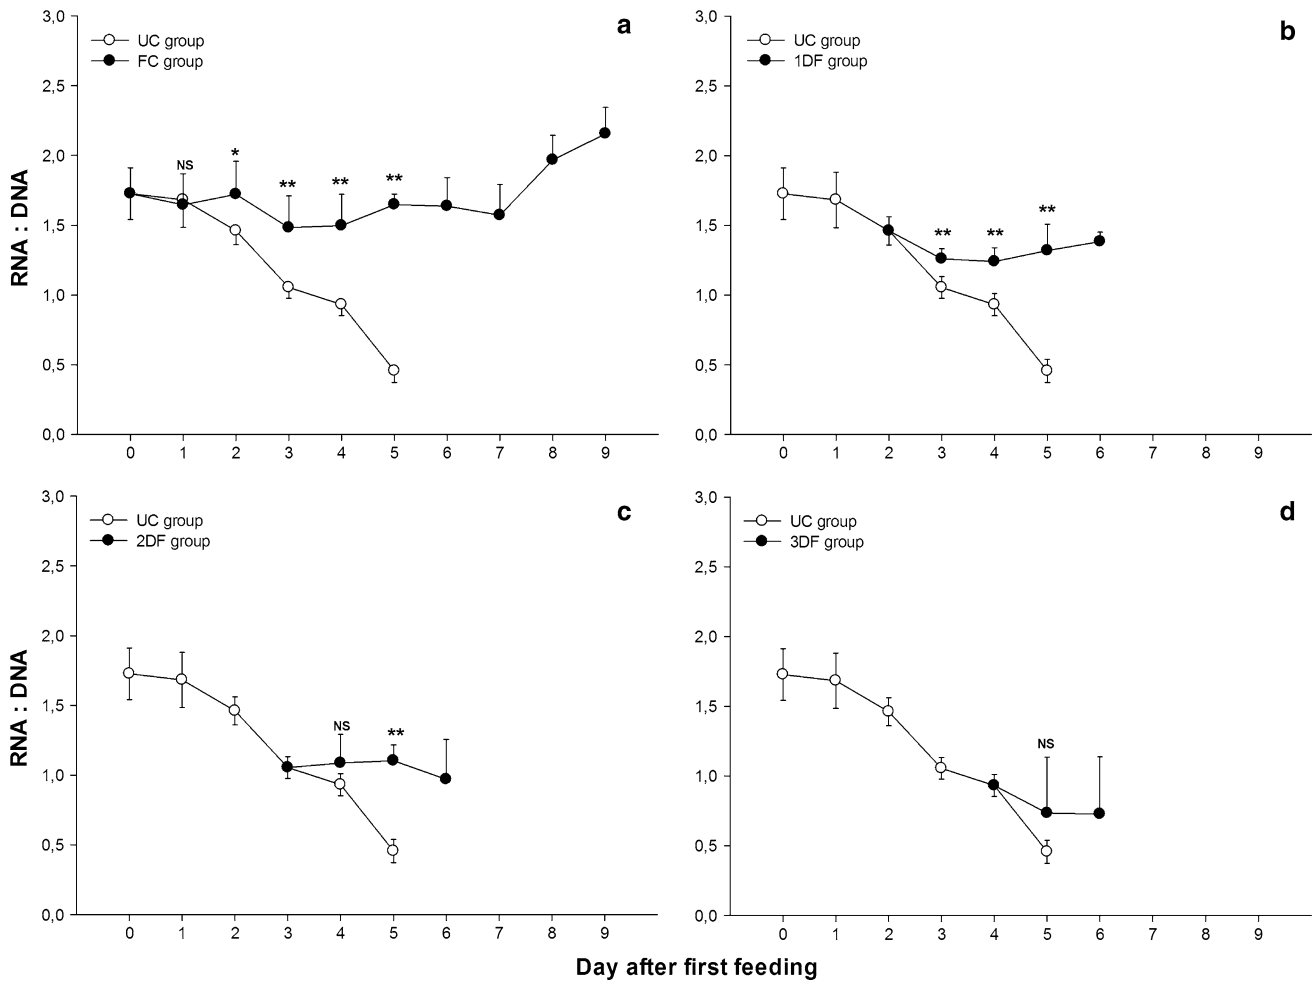 a
UC group
FC group
RNA : DNA
3,0
2,5
2,0
1,5
1,0
0,5
0,0
NS
*
**
**
**
0 1 2 3 4 5 6 7 8 9
b
UC group
1DF group
3,0
2,5
2,0
1,5
1,0
0,5
0,0
**
**
**
0 1 2 3 4 5 6 7 8 9
c
UC group
2DF group
RNA : DNA
3,0
2,5
2,0
1,5
1,0
0,5
0,0
NS
**
0 1 2 3 4 5 6 7 8 9
d
UC group
3DF group
3,0
2,5
2,0
1,5
1,0
0,5
0,0
NS
0 1 2 3 4 5 6 7 8 9
Day after first feeding